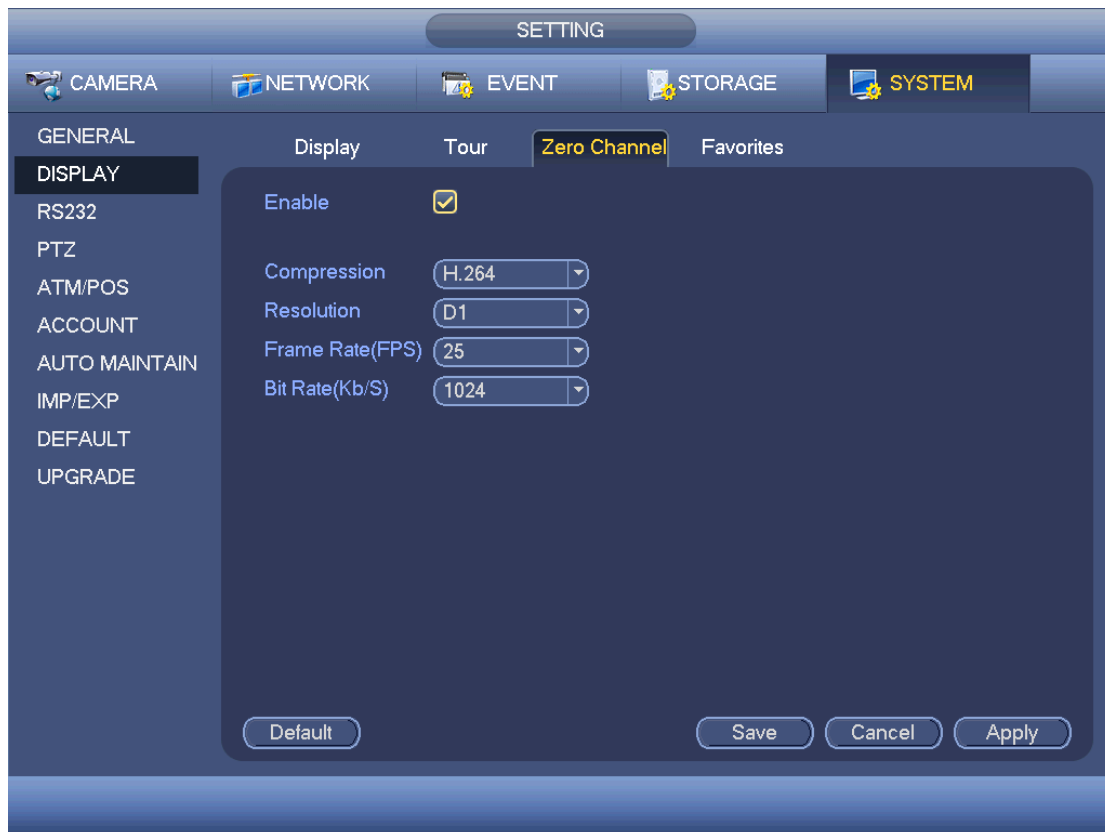 SETTING
CAMERA NETWORK EVENT STORAGE SYSTEM
GENERAL
DISPLAY
RS232
PTZ
ATM/POS
ACCOUNT
AUTO MAINTAIN
IMP/EXP
DEFAULT
UPGRADE
Display Tour Zero Channel Favorites
Enable
Compression H.264
Resolution D1
Frame Rate(FPS) 25
Bit Rate(Kb/S) 1024
Default Save Cancel Apply